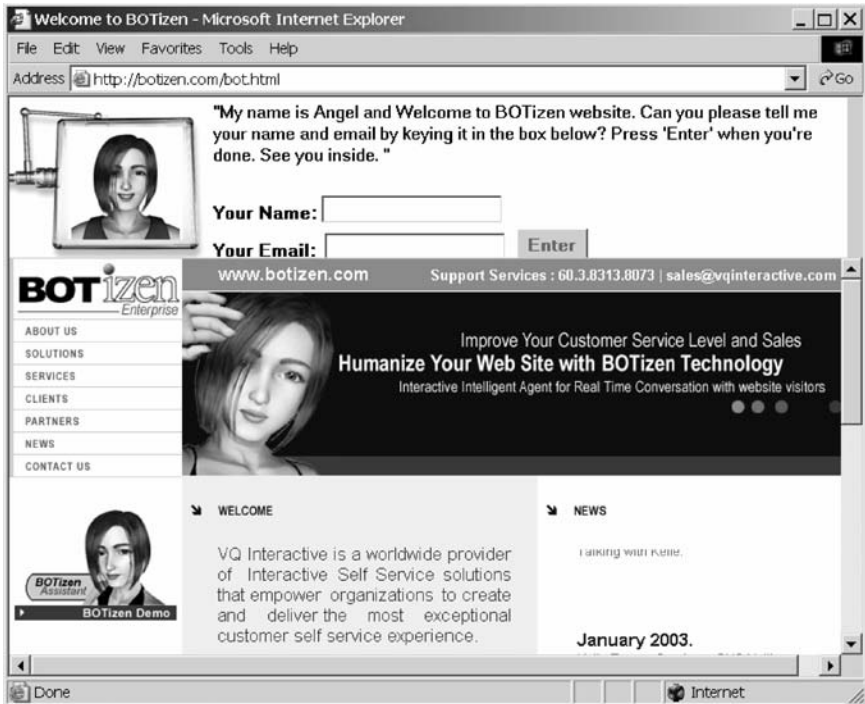 Welcome to BOTizen - Microsoft Internet Explorer
File Edit View Favorites Tools Help
Address http://botizen.com/bot.html Go
"My name is Angel and Welcome to BOTizen website. Can you please tell me
your name and email by keying it in the box below? Press 'Enter' when you're
done. See you inside. "
Your Name:
Your Email: Enter
BOTizen
Enterprise
www.botizen.com Support Services : 60.3.8313.8073 | sales@vqinteractive.com
ABOUT US
SOLUTIONS
SERVICES
CLIENTS
PARTNERS
NEWS
CONTACT US
Improve Your Customer Service Level and Sales
Humanize Your Web Site with BOTizen Technology
Interactive Intelligent Agent for Real Time Conversation with website visitors
BOTizen
Assistant
BOTizen Demo
WELCOME
VQ Interactive is a worldwide provider
of Interactive Self Service solutions
that empower organizations to create
and deliver the most exceptional
customer self service experience.
NEWS
Talking with Kelle.
January 2003.
Done Internet